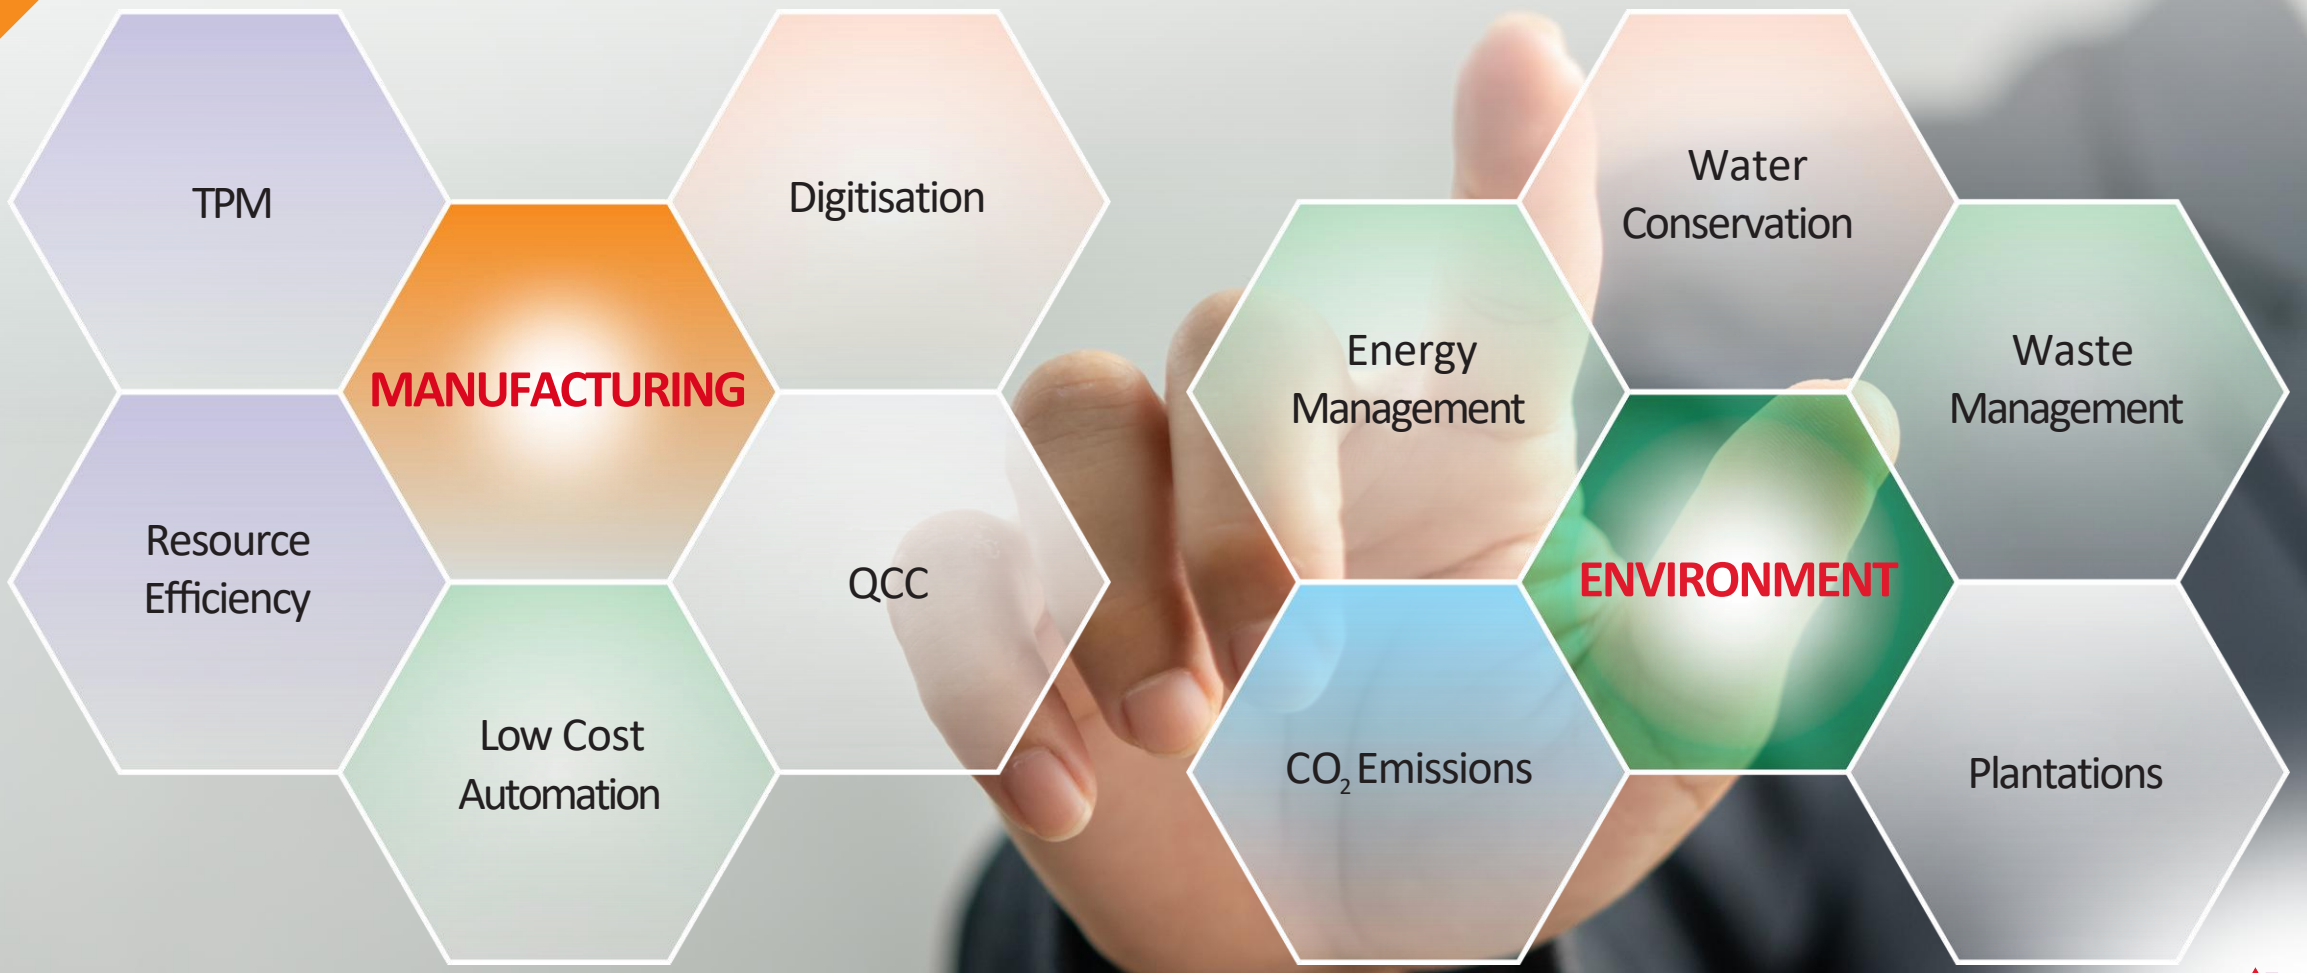 TPM
Digitisation
MANUFACTURING
Resource
Efficiency
QCC
Low Cost
Automation
Water
Conservation
Energy
Management
Waste
Management
ENVIRONMENT
CO₂ Emissions
Plantations